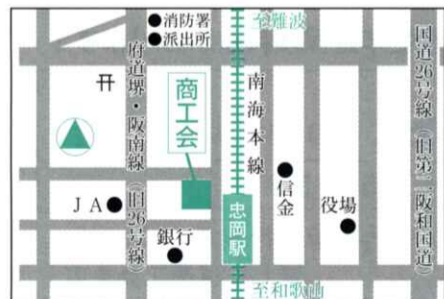 消防署
派出所
至難波
府道堺・阪南線(旧26号線)
商工会
南海本線
国道26号線(旧第二阪和国道)
JA
銀行
忠岡駅
信金
役場
至和歌山